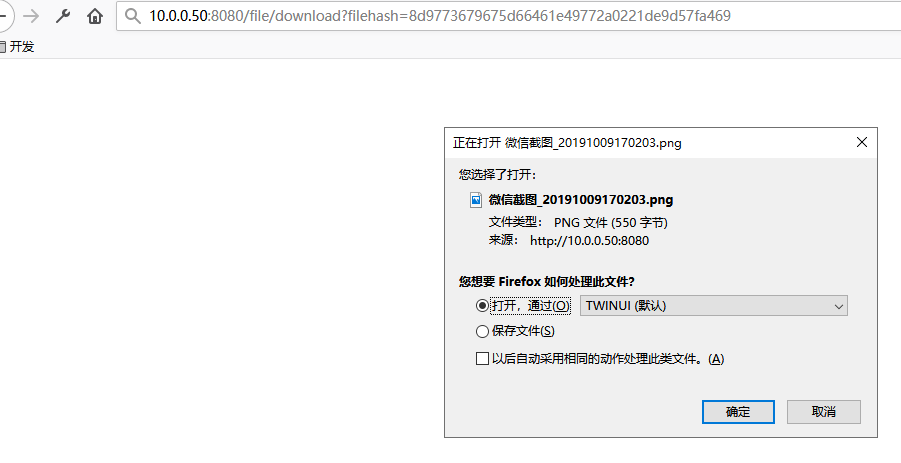 10.0.0.50:8080/file/download?filehash=8d9773679675d66461e49772a0221de9d57fa469
开发
正在打开 微信截图_20191009170203.png
您选择了打开：
微信截图_20191009170203.png
文件类型： PNG 文件 (550 字节)
来源： http://10.0.0.50:8080
您想要 Firefox 如何处理此文件?
打开，通过(O) TWINUI (默认)
保存文件(S)
以后自动采用相同的动作处理此类文件。(A)
确定 取消